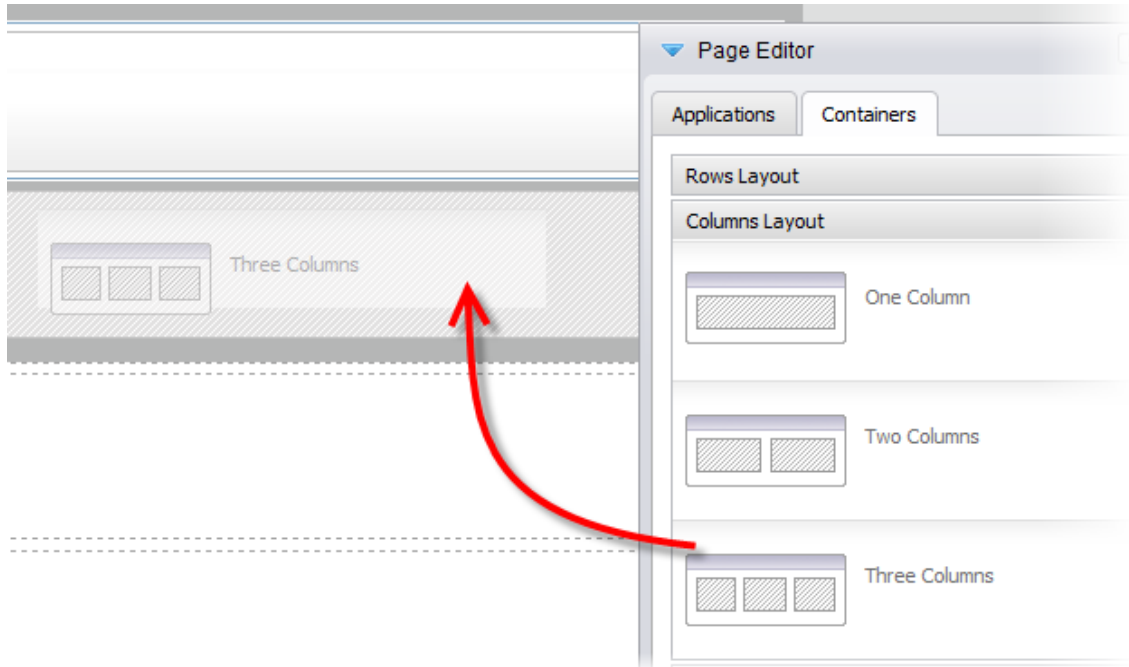 Page Editor
Applications
Containers
Rows Layout
Columns Layout
Three Columns
One Column
Two Columns
Three Columns